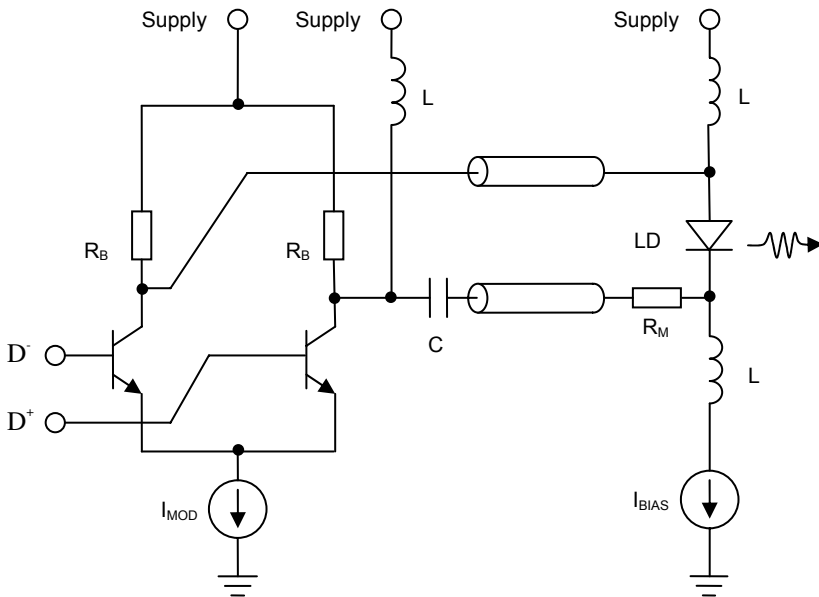 Supply
Supply
Supply
L
L
R_B
R_B
LD
R_M
C
D^-
L
D^+
I_MOD
I_BIAS